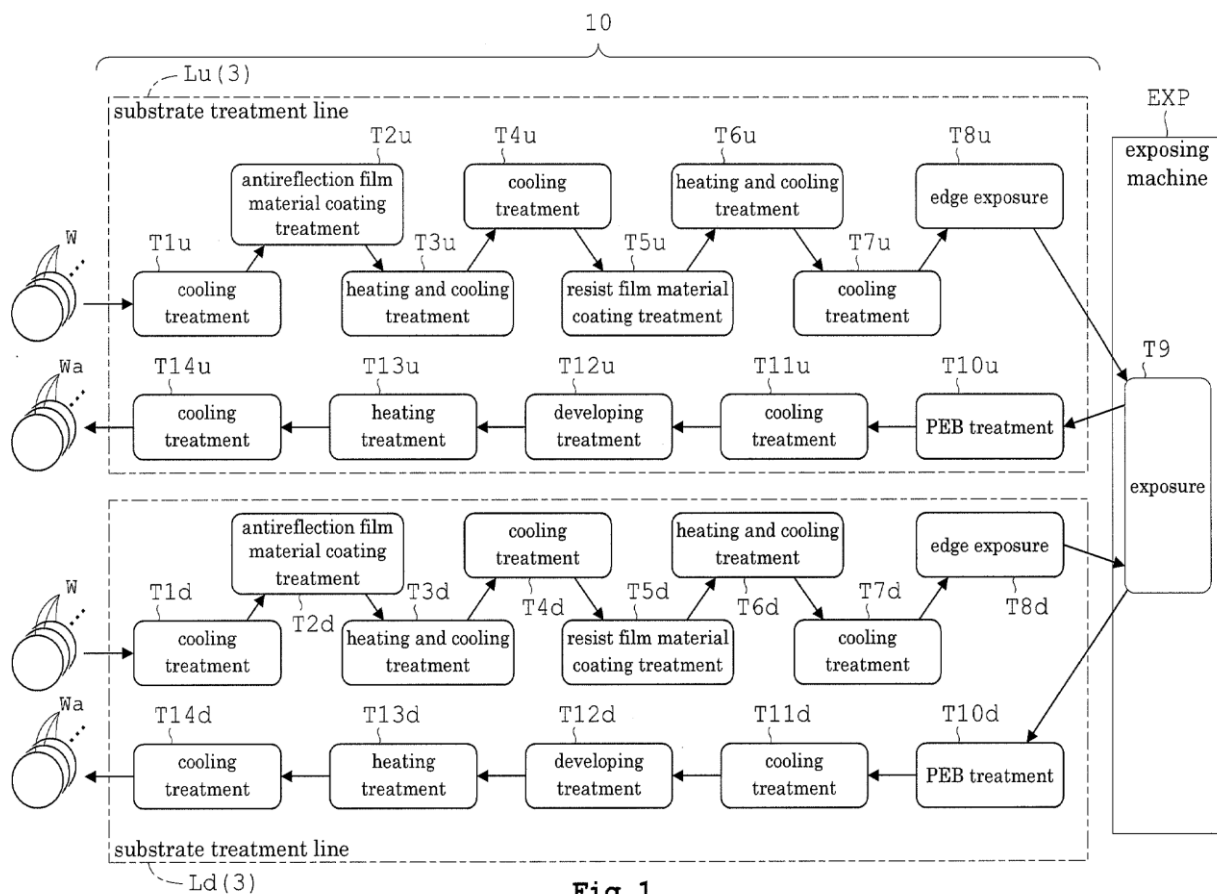 10
Lu(3)
substrate treatment line
EXP
exposing
machine
T2u
T4u
T6u
T8u
antireflection film
material coating
treatment
cooling
treatment
heating and cooling
treatment
edge exposure
W
T1u
T3u
T5u
T7u
cooling
treatment
heating and cooling
treatment
resist film material
coating treatment
cooling
treatment
T9
exposure
Wa
T14u
T13u
T12u
T11u
T10u
cooling
treatment
heating
treatment
developing
treatment
cooling
treatment
PEB treatment
antireflection film
material coating
treatment
cooling
treatment
heating and cooling
treatment
edge exposure
W
T1d
T2d
T3d
T4d
T5d
T6d
T7d
T8d
cooling
treatment
heating and cooling
treatment
resist film material
coating treatment
cooling
treatment
Wa
T14d
T13d
T12d
T11d
T10d
cooling
treatment
heating
treatment
developing
treatment
cooling
treatment
PEB treatment
substrate treatment line
Ld(3)